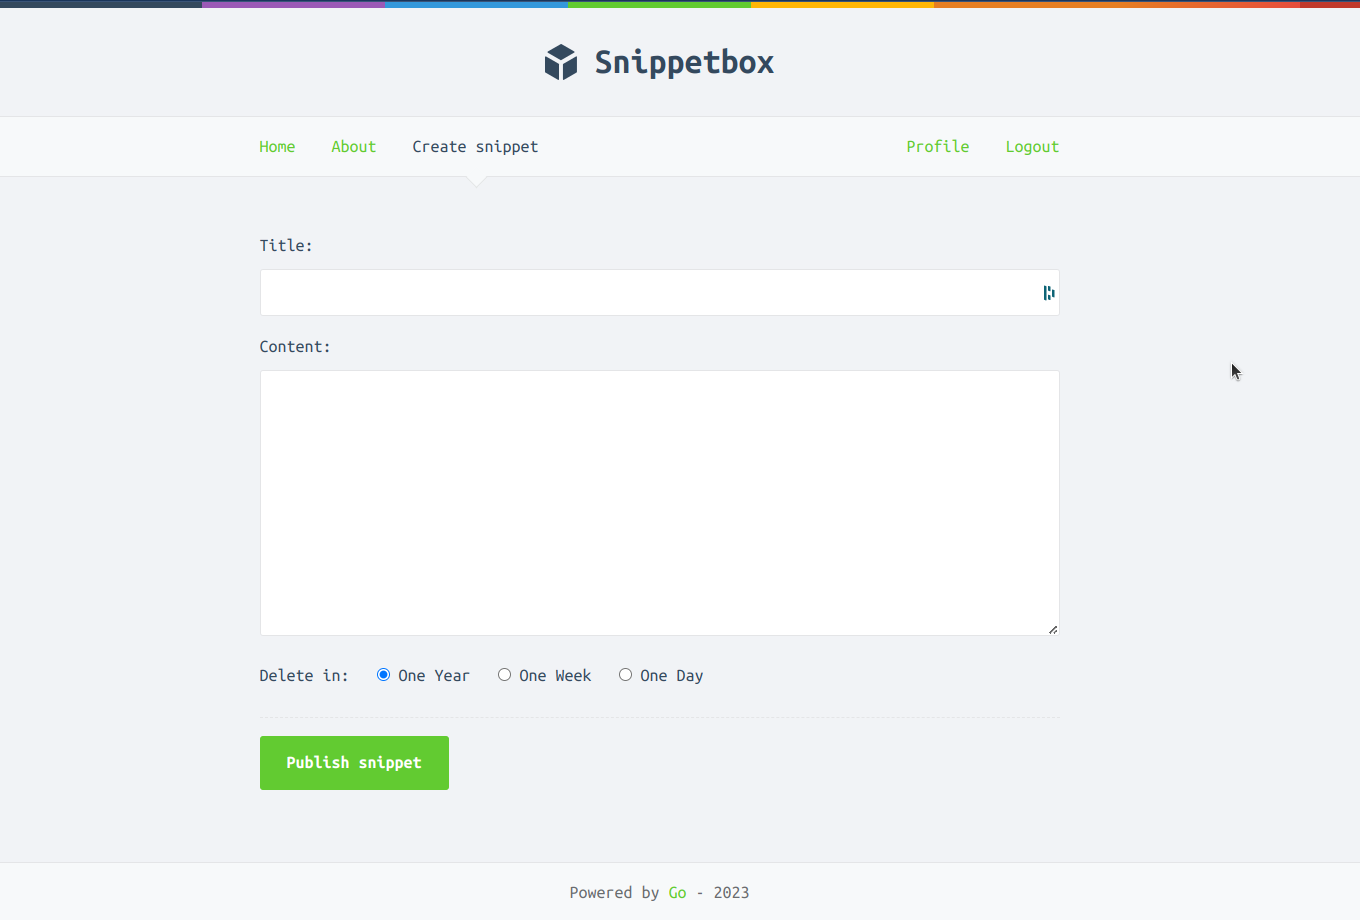 Snippetbox
Home About Create snippet Profile Logout
Title:
Content:
Delete in: One Year One Week One Day
Publish snippet
Powered by Go - 2023